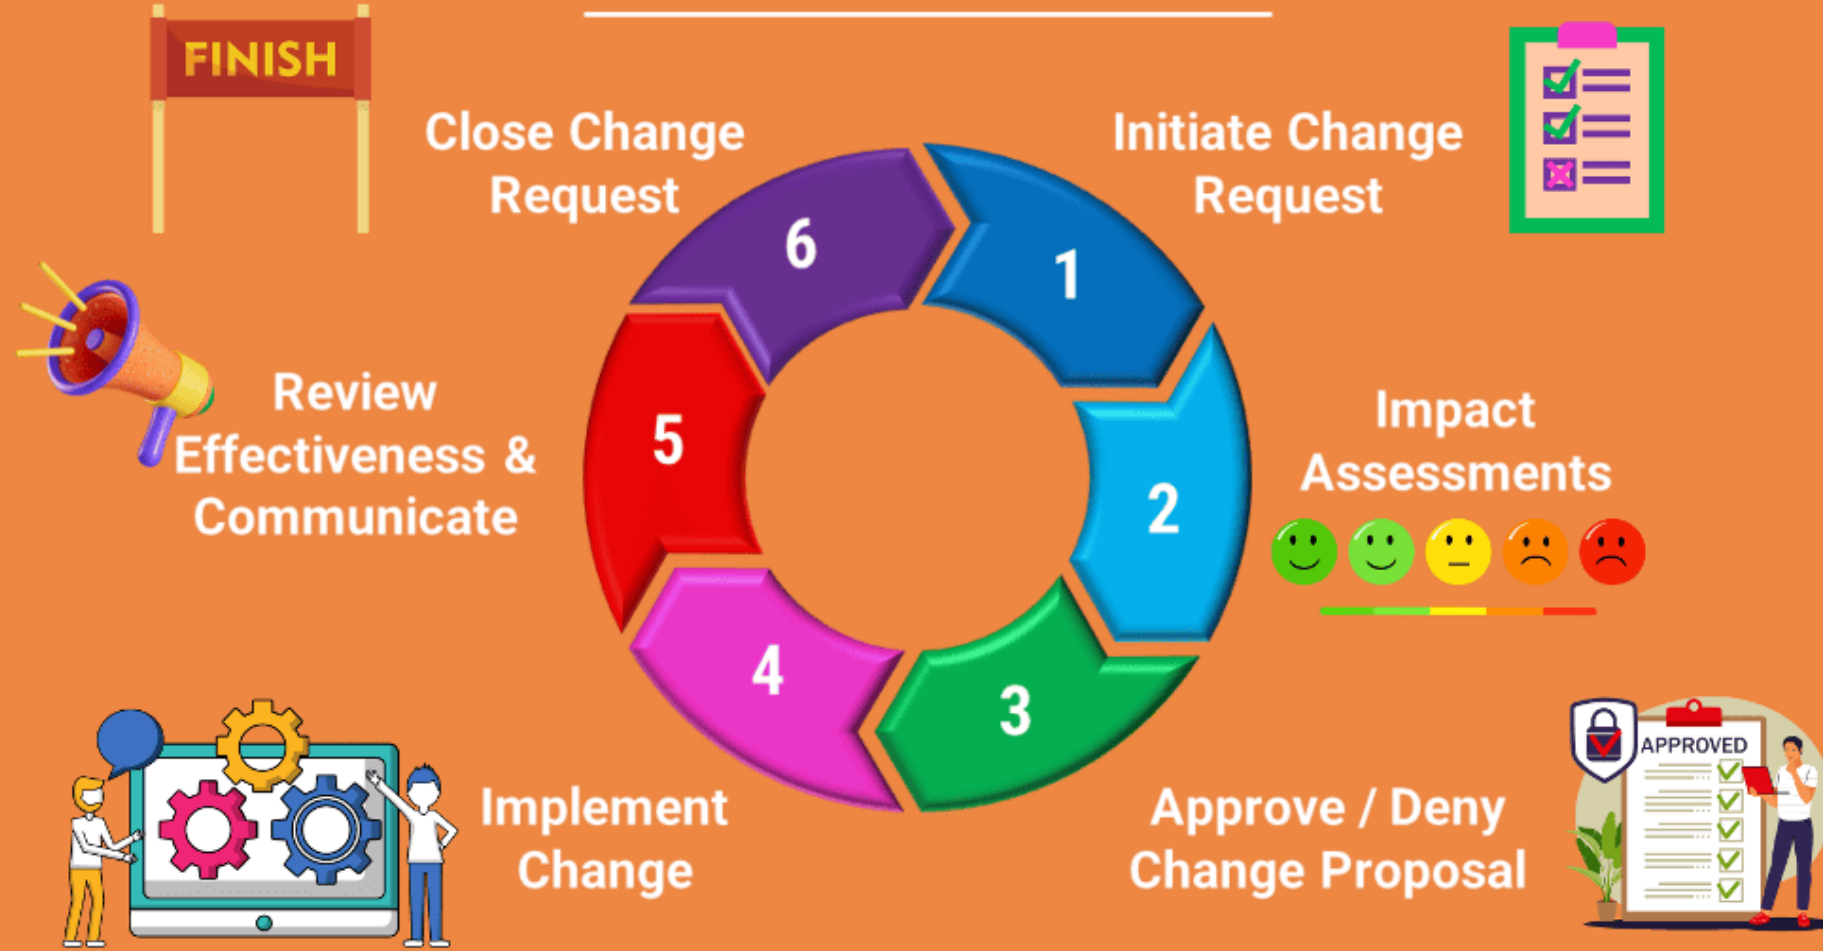 FINISH
Close Change
Request
Initiate Change
Request
6
1
Review
Effectiveness &
Communicate
5
2
Impact
Assessments
4
3
APPROVED
Implement
Change
Approve / Deny
Change Proposal